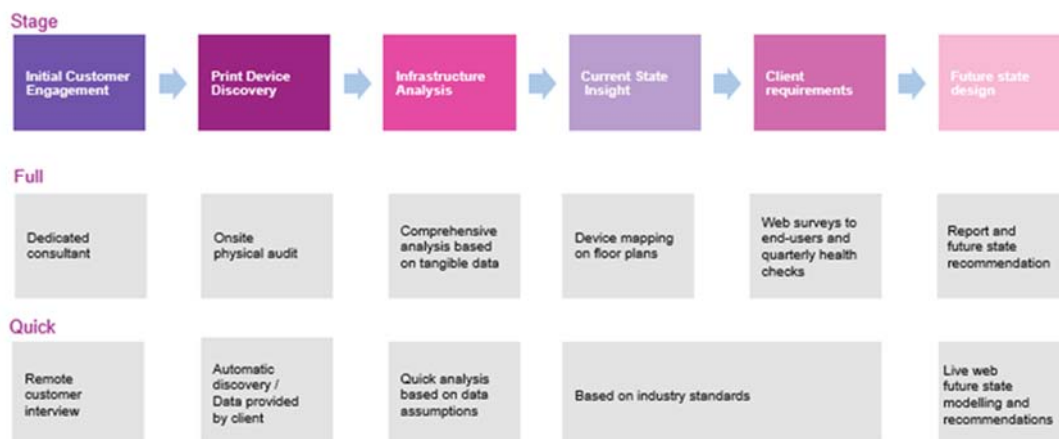 Stage
Initial Customer
Engagement
Print Device
Discovery
Infrastructure
Analysis
Current State
Insight
Client
requirements
Future state
design
Full
Dedicated
consultant
Onsite
physical audit
Comprehensive
analysis based
on tangible data
Device mapping
on floor plans
Web surveys to
end-users and
quarterly health
checks
Report and
future state
recommendation
Quick
Remote
customer
interview
Automatic
discovery /
Data provided
by client
Quick analysis
based on data
assumptions
Based on industry standards
Live web
future state
modelling and
recommendations